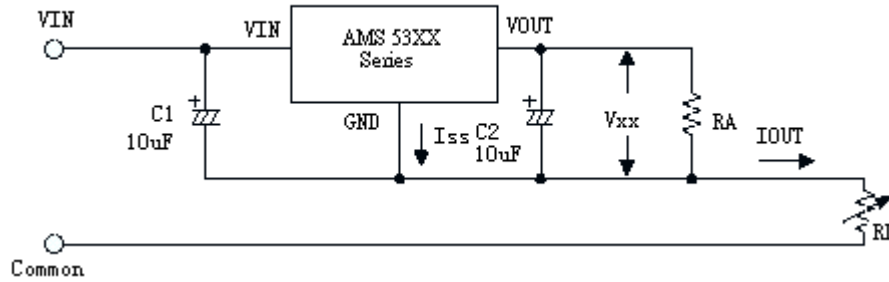 VIN
VIN
AMS 53XX
Series
VOUT
C1
10uF
GND
Iss
C2
10uF
Vxx
RA
IOUT
Common